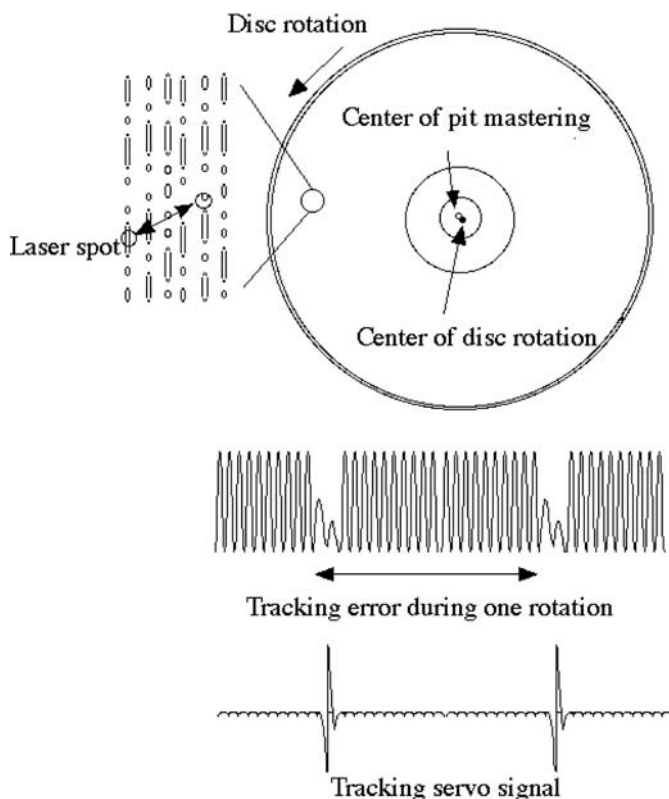 Disc rotation
Center of pit mastering
Laser spot
Center of disc rotation
Tracking error during one rotation
Tracking servo signal